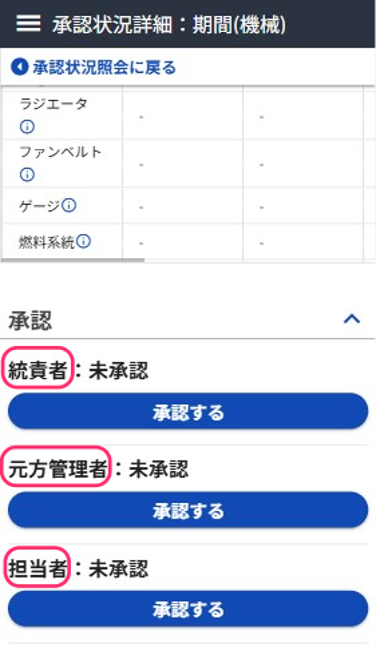 承認状況詳細：期間(機械)
承認状況照会に戻る
ラジエータ
- -
ファンベルト
- -
ゲージ - -
燃料系統 - -
承認
統責者：未承認
承認する
元方管理者：未承認
承認する
担当者：未承認
承認する